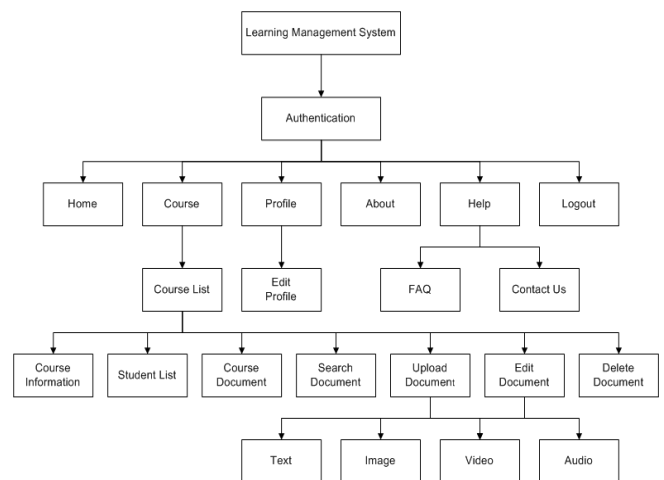 Learning Management System
Authentication
Home
Course
Profile
About
Help
Logout
Course List
Edit
Profile
FAQ
Contact Us
Course
Information
Student List
Course
Document
Search
Document
Upload
Document
Edit
Document
Delete
Document
Text
Image
Video
Audio